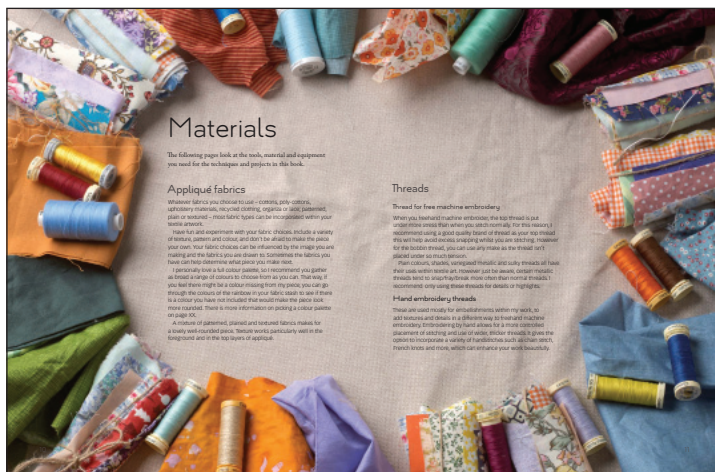 Materials
The following pages look at the tools, material and equipment
you need for the techniques and projects in this book.
Appliqué fabrics
Whatever fabrics you choose to use – cottons, poly-cottons,
upholstery materials, recycled clothing, organza or lace; patterned,
plain or textured – most fabric types can be incorporated within your
textile artwork.
Have fun and experiment with your fabric choices. Include a variety
of texture, pattern and colour, and don't be afraid to make the piece
your own. Your fabric choices can be influenced by the image you are
making and the fabrics you are drawn to. Sometimes the fabrics you
have can help determine what piece you make next.
I personally love a full colour palette, so I recommend you gather
as broad a range of colours to choose from as you can. That way, if
you feel there might be a colour missing from my piece, you can go
through the colours of the rainbow in your fabric stash to see if there
is a colour you have not included that would make the piece look
more rounded. There is more information on picking a colour palette
on page XX.
A mixture of patterned, plained and textured fabrics makes for
a lovely well-rounded piece. Texture works particularly well in the
foreground and in the top layers of appliqué.
Threads
Thread for free machine embroidery
When you freehand machine embroider, the top thread is put
under more stress than when you stitch normally. For this reason, I
recommend using a good quality brand of thread as your top thread
this will help avoid excess snapping whilst you are stitching. However
for the bobbin thread, you can use any make as the thread isn't
placed under so much tension.
Plain colours, shades, variegated metallic and sulky threads all have
their uses within textile art. However just be aware, certain metallic
threads tend to snap/fray/break more often than normal threads. I
recommend only using these threads for details or highlights.
Hand embroidery threads
These are used mostly for embellishments within my work, to
add textures and details in a different way to freehand machine
embroidery. Embroidering by hand allows for a more controlled
placement of stitching and use of wider, thicker threads. It gives the
option to incorporate a variety of handstitches such as chain stitch,
French knots and more, which can enhance your work beautifully.